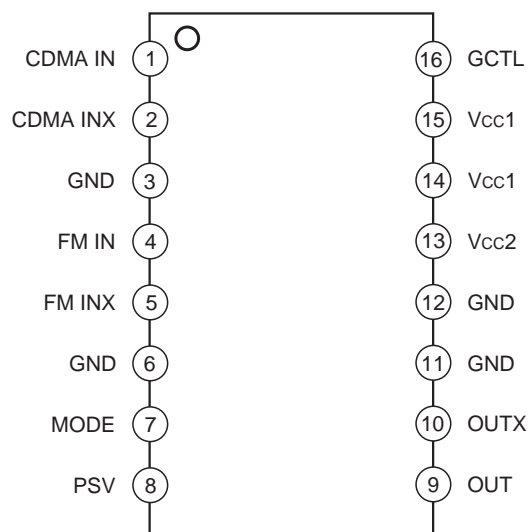 CDMA IN 1 16 GCTL
CDMA INX 2 15 Vcc1
GND 3 14 Vcc1
FM IN 4 13 Vcc2
FM INX 5 12 GND
GND 6 11 GND
MODE 7 10 OUTX
PSV 8 9 OUT